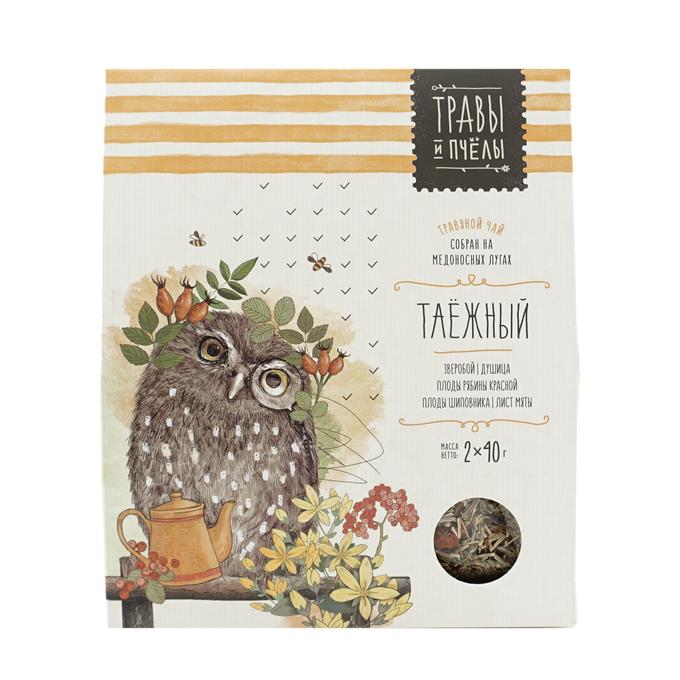 ТРАВЫ
И ПЧЁЛЫ
ТРАВЯНОЙ ЧАЙ
СОБРАН НА
МЕДОНОСНЫХ ЛУГАХ
ТАЁЖНЫЙ
ЗВЕРОБОЙ | ДУШИЦА
ПЛОДЫ РЯБИНЫ КРАСНОЙ
ПЛОДЫ ШИПОВНИКА | ЛИСТ МЯТЫ
МАССА
НЕТТО: 2×40 г